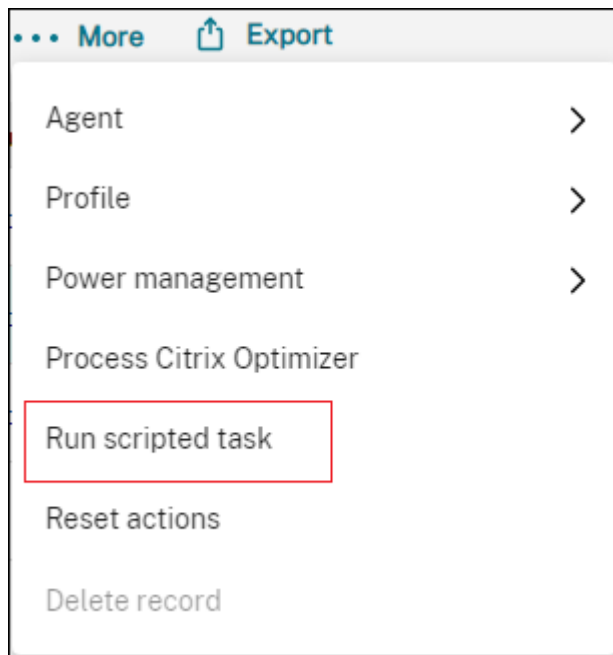 ••• More Export
Agent
Profile
Power management
Process Citrix Optimizer
Run scripted task
Reset actions
Delete record